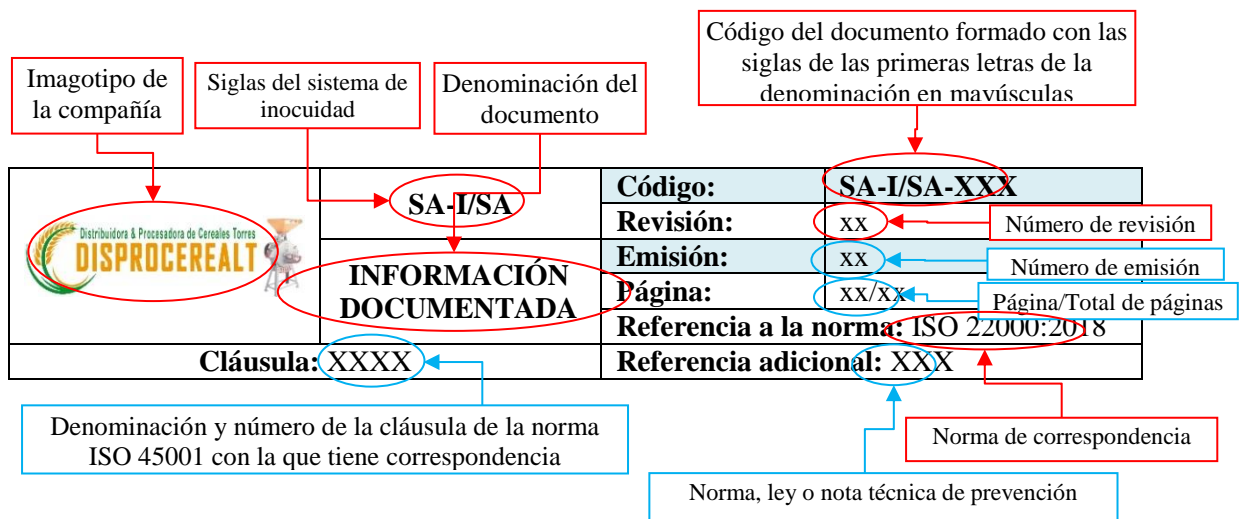 Código del documento formado con las
siglas de las primeras letras de la
denominación en mayúsculas
Imagotipo de
la compañía
Siglas del sistema de
inocuidad
Denominación del
documento
Distribuidora & Procesadora de Cereales Torres
DISPROCEREALT
SA-I/SA
INFORMACIÓN
DOCUMENTADA
Código: SA-I/SA-XXX
Revisión: xx
Número de revisión
Emisión: xx
Número de emisión
Página: xx/xx
Página/Total de páginas
Referencia a la norma: ISO 22000:2018
Cláusula: XXXX
Referencia adicional: XXX
Denominación y número de la cláusula de la norma
ISO 45001 con la que tiene correspondencia
Norma de correspondencia
Norma, ley o nota técnica de prevención